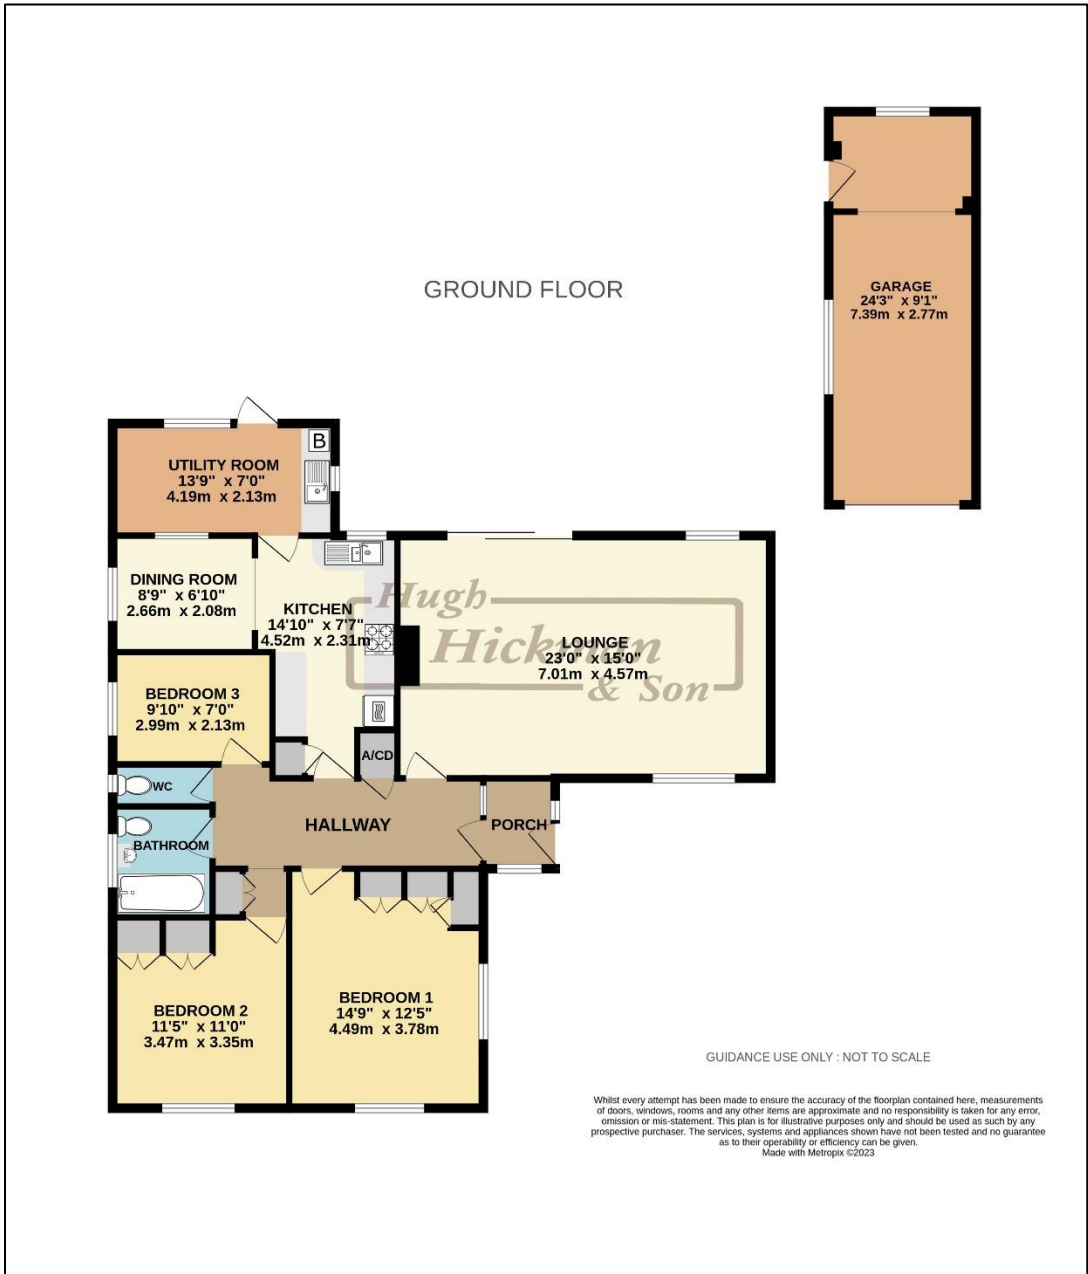 GROUND FLOOR
GARAGE
24'3" x 9'1"
7.39m x 2.77m
B
UTILITY ROOM
13'9" x 7'0"
4.19m x 2.13m
DINING ROOM
8'9" x 6'10"
2.66m x 2.08m
KITCHEN
14'10" x 7'7"
4.52m x 2.31m
Hugh
Hickman
& Son
LOUNGE
23'0" x 15'0"
7.01m x 4.57m
BEDROOM 3
9'10" x 7'0"
2.99m x 2.13m
A/CD
WC
HALLWAY
PORCH
BATHROOM
BEDROOM 2
11'5" x 11'0"
3.47m x 3.35m
BEDROOM 1
14'9" x 12'5"
4.49m x 3.78m
GUIDANCE USE ONLY : NOT TO SCALE
Whilst every attempt has been made to ensure the accuracy of the floorplan contained here, measurements
of doors, windows, rooms and any other items are approximate and no responsibility is taken for any error,
omission or mis-statement. This plan is for illustrative purposes only and should be used as such by any
prospective purchaser. The services, systems and appliances shown have not been tested and no guarantee
as to their operability or efficiency can be given.
Made with Metropix ©2023